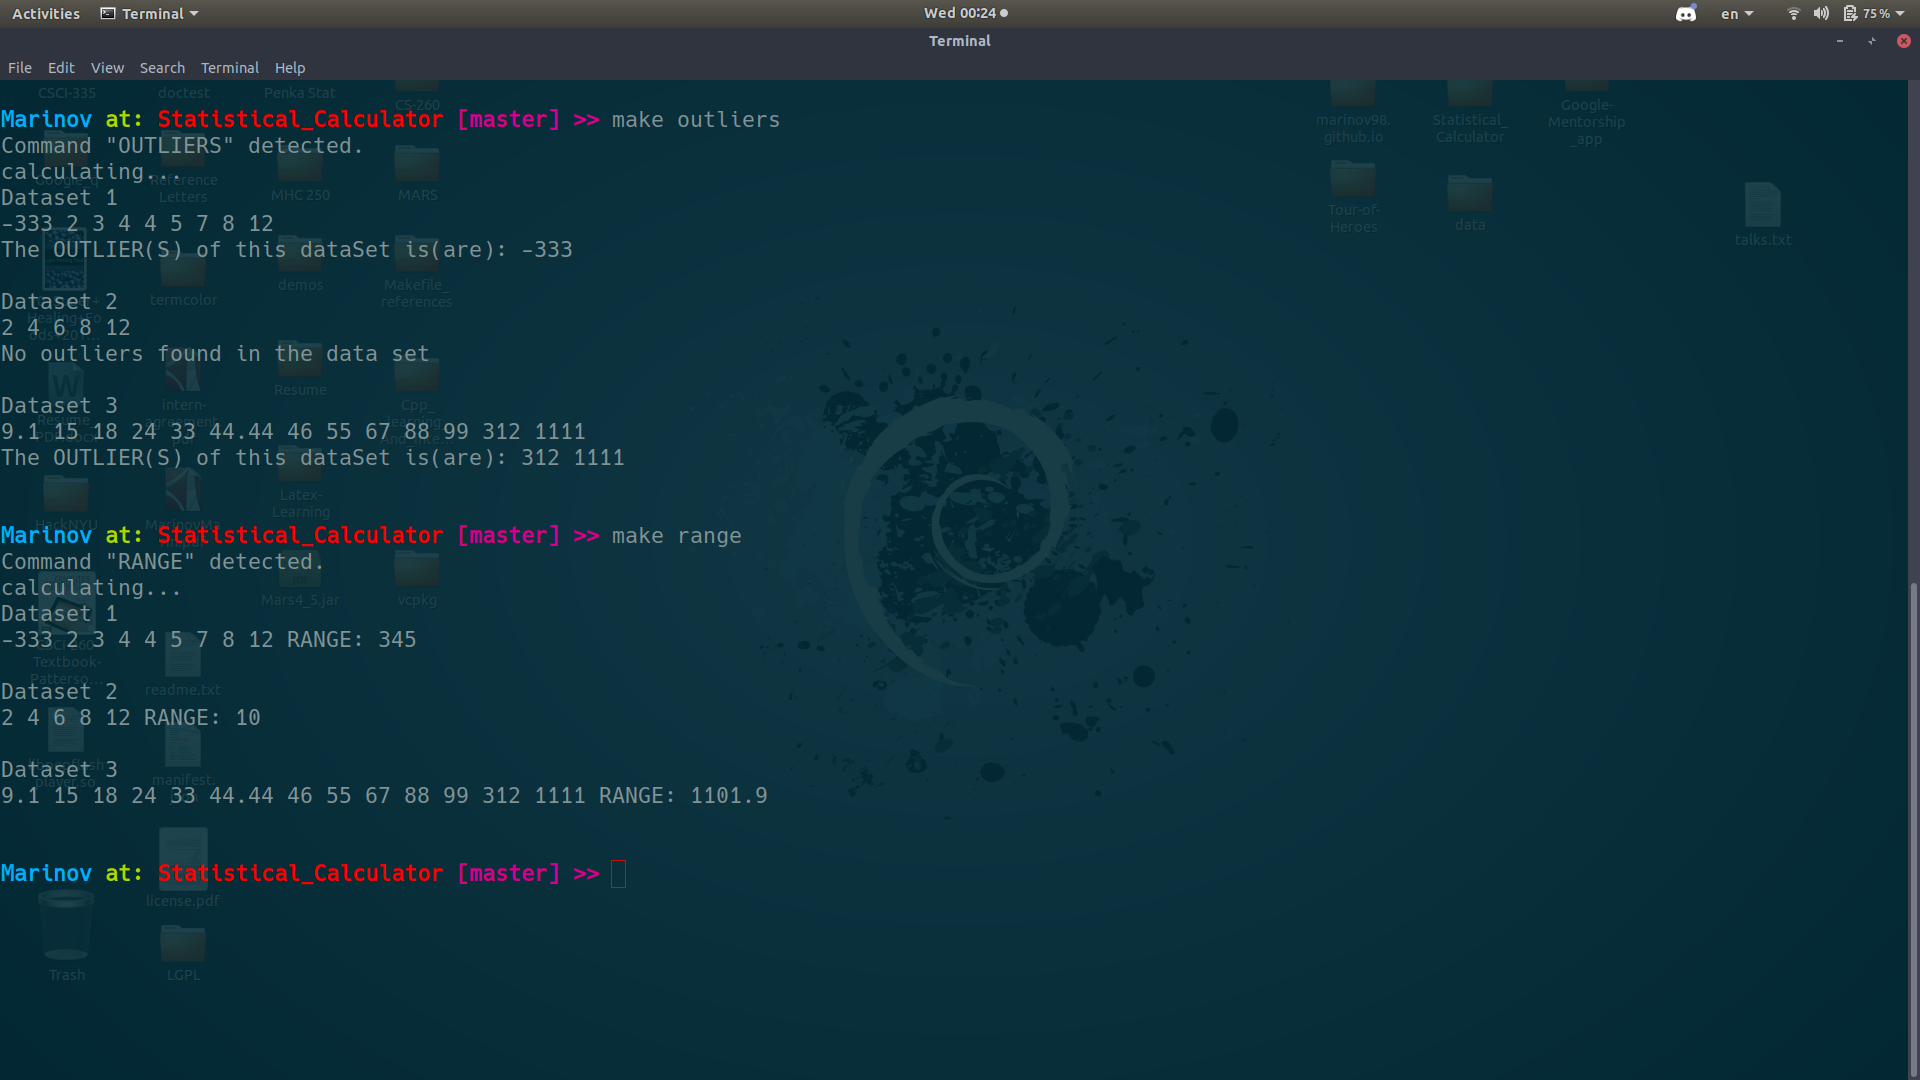 Activities Terminal Wed 00:24 en 75%
Terminal
File Edit View Search Terminal Help
CSCI-335 doctest Penka Stat CS-260
marinov98.github.io Statistical_Calculator Google-Mentorship_app
Marinov at: Statistical_Calculator [master] >> make outliers
Command "OUTLIERS" detected.
calculating...
Reference Letters MHC 250 MARS
Dataset 1
-333 2 3 4 4 5 7 8 12
Tour-of-Heroes data talks.txt
The OUTLIER(S) of this dataSet is(are): -333
termcolor demos Makefile_references
Dataset 2
2 4 6 8 12
No outliers found in the data set
Resume
Dataset 3
9.1 15 18 24 33 44.44 46 55 67 88 99 312 1111
The OUTLIER(S) of this dataSet is(are): 312 1111
Latex-Learning
HackNYU
Marinov at: Statistical_Calculator [master] >> make range
Command "RANGE" detected.
calculating...
Mars4_5.jar vcpkg
Dataset 1
-333 2 3 4 4 5 7 8 12 RANGE: 345
Textbook-Patterso...
readme.txt
Dataset 2
2 4 6 8 12 RANGE: 10
Dataset 3
manifest.
9.1 15 18 24 33 44.44 46 55 67 88 99 312 1111 RANGE: 1101.9
Marinov at: Statistical_Calculator [master] >>
license.pdf
Trash LGPL